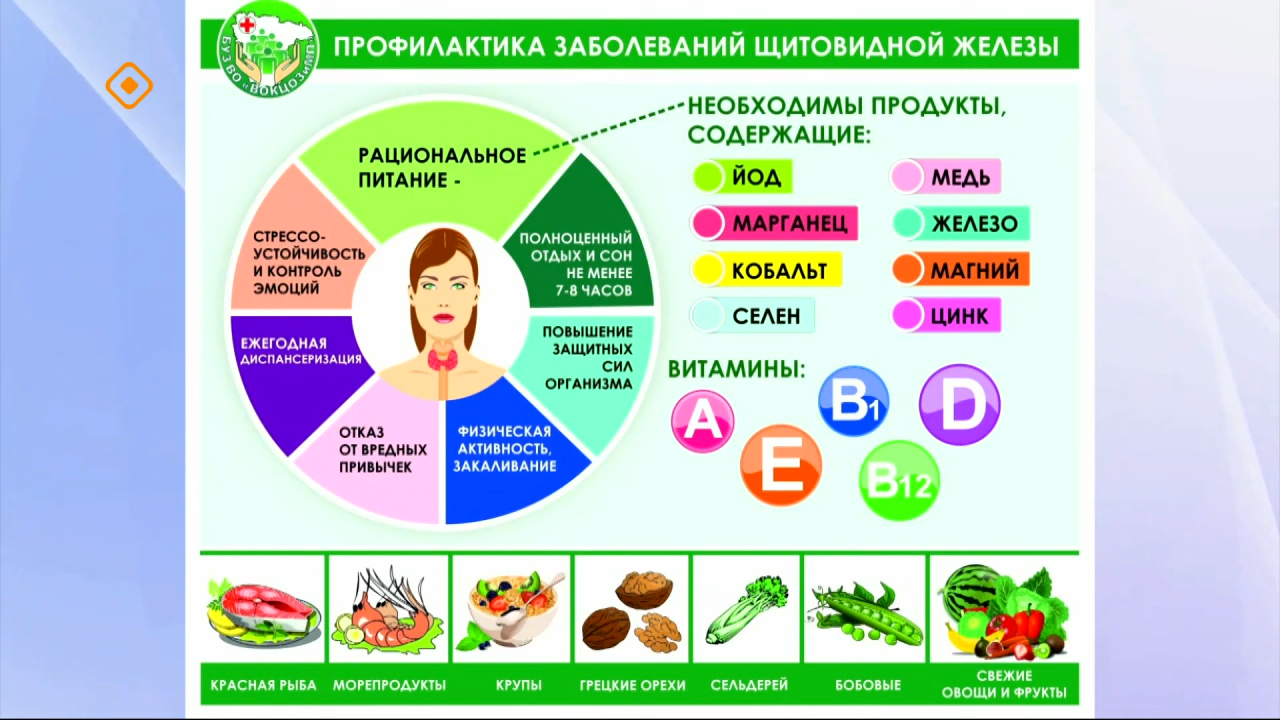 БУЗ ВО «ВОКЦОЗиМП»
ПРОФИЛАКТИКА ЗАБОЛЕВАНИЙ ЩИТОВИДНОЙ ЖЕЛЕЗЫ
РАЦИОНАЛЬНОЕ
ПИТАНИЕ -
ПОЛНОЦЕННЫЙ
ОТДЫХ И СОН
НЕ МЕНЕЕ
7-8 ЧАСОВ
ПОВЫШЕНИЕ
ЗАЩИТНЫХ
СИЛ
ОРГАНИЗМА
ФИЗИЧЕСКАЯ
АКТИВНОСТЬ,
ЗАКАЛИВАНИЕ
ОТКАЗ
ОТ ВРЕДНЫХ
ПРИВЫЧЕК
ЕЖЕГОДНАЯ
ДИСПАНСЕРИЗАЦИЯ
СТРЕССО-
УСТОЙЧИВОСТЬ
И КОНТРОЛЬ
ЭМОЦИЙ
НЕОБХОДИМЫ ПРОДУКТЫ,
СОДЕРЖАЩИЕ:
ЙОД
МЕДЬ
МАРГАНЕЦ
ЖЕЛЕЗО
КОБАЛЬТ
МАГНИЙ
СЕЛЕН
ЦИНК
ВИТАМИНЫ:
A
E
B1
B12
D
КРАСНАЯ РЫБА
МОРЕПРОДУКТЫ
КРУПЫ
ГРЕЦКИЕ ОРЕХИ
СЕЛЬДЕРЕЙ
БОБОВЫЕ
СВЕЖИЕ
ОВОЩИ И ФРУКТЫ